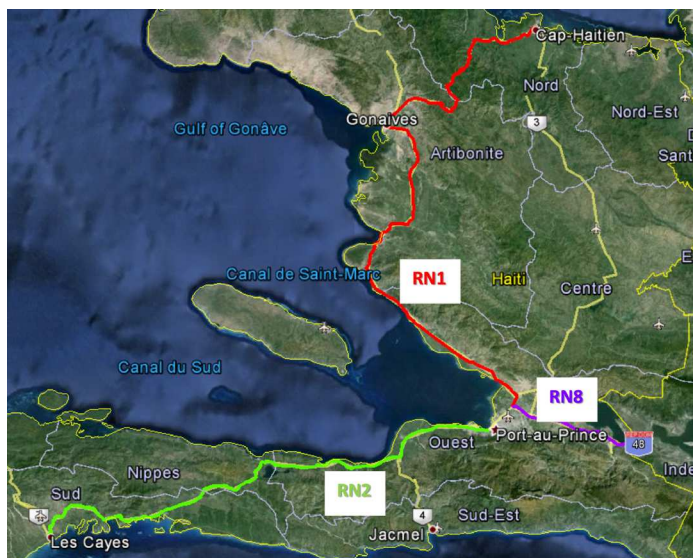 Cap-Haïtien
Nord
Nord-Est
Gonaives
3
Gulf of Gonâve
Artibonite
Sant
Canal de Saint-Marc
RN1
Haiti
Centre
E
Canal du Sud
RN8
Ouest
Port-au-Prince
48
Nippes
RN2
Inde
Sud
4
Sud-Est
Jacmel
Les Cayes